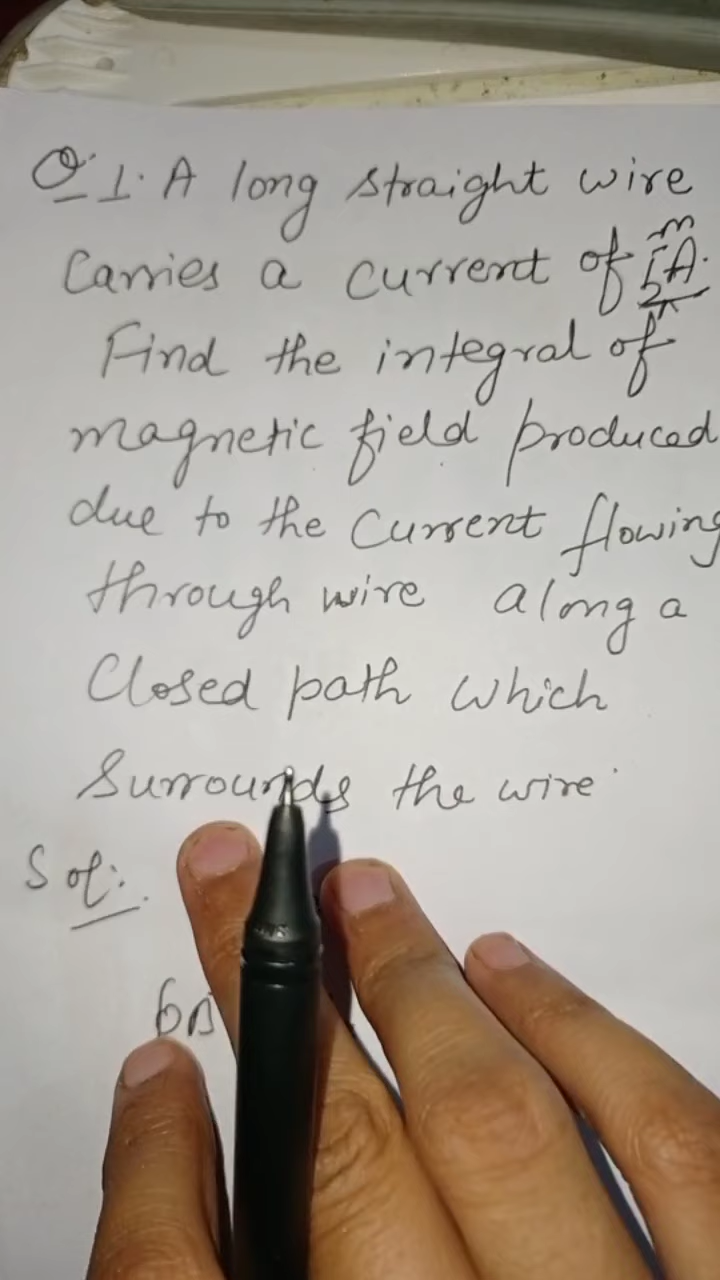 Q.1. A long straight wire
Carries a current of
Find the integral of
magnetic field produced
due to the Current flowing
through wire along a
Closed path which
Surrounds the wire
Sol:.